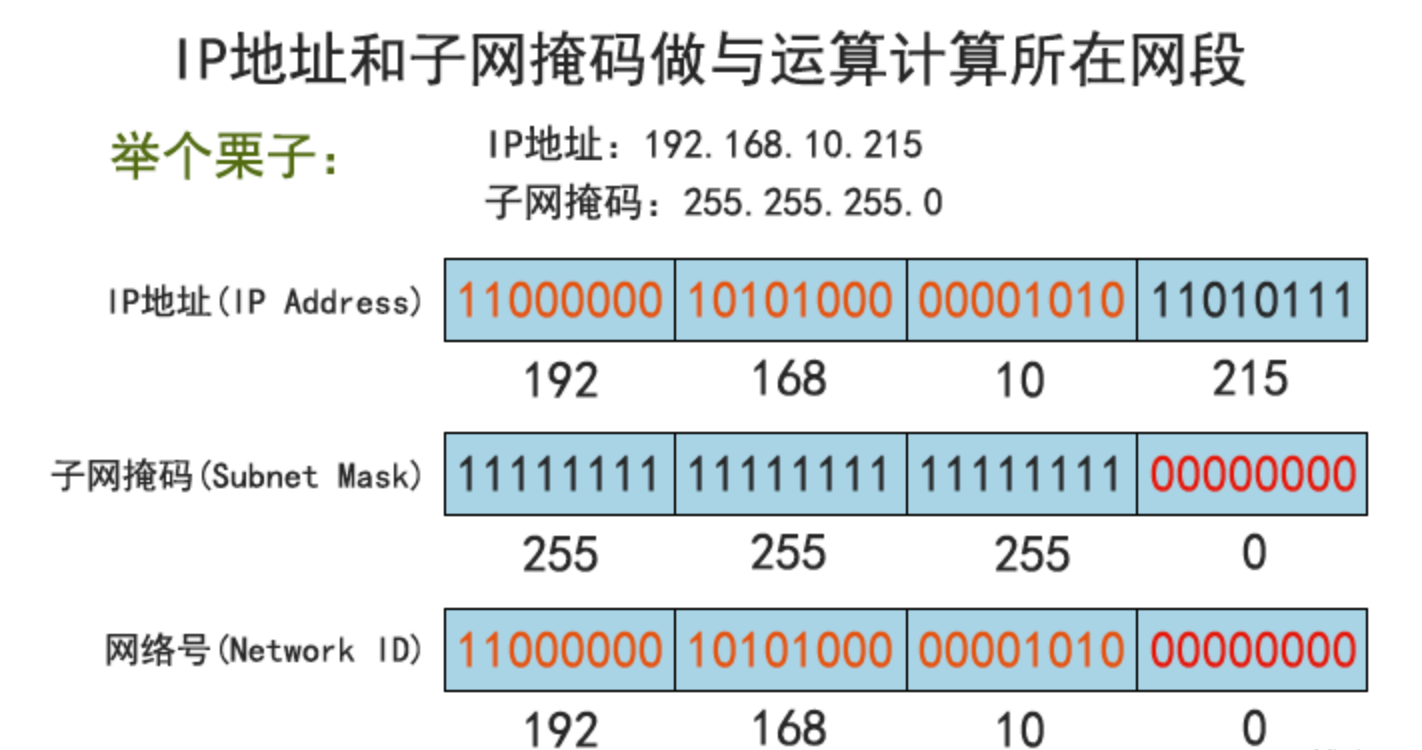 IP地址和子网掩码做与运算计算所在网段
举个栗子：
IP地址：192.168.10.215
子网掩码：255.255.255.0
IP地址(IP Address) 11000000 10101000 00001010 11010111
192 168 10 215
子网掩码(Subnet Mask) 11111111 11111111 11111111 00000000
255 255 255 0
网络号(Network ID) 11000000 10101000 00001010 00000000
192 168 10 0